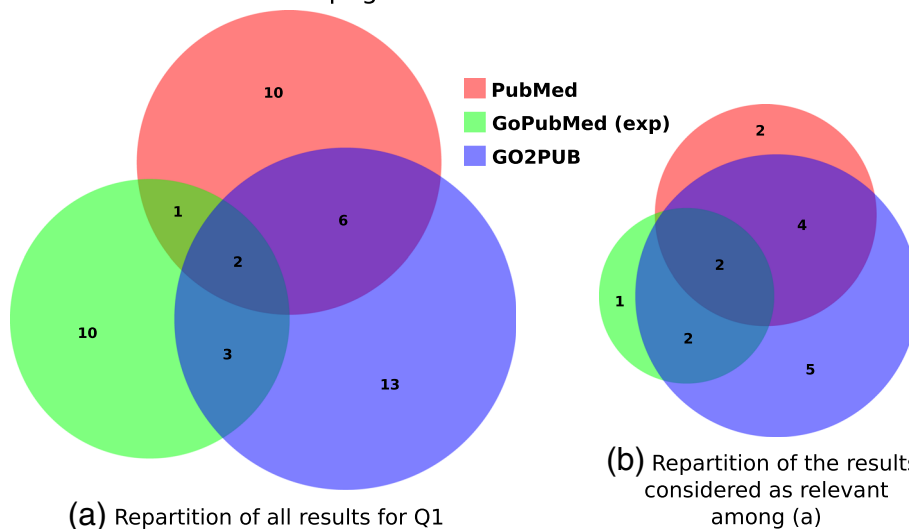 10
PubMed
GoPubMed (exp)
GO2PUB
1
6
2
10
3
13
(a) Repartition of all results for Q1
2
4
2
1
2
5
(b) Repartition of the results
considered as relevant
among (a)